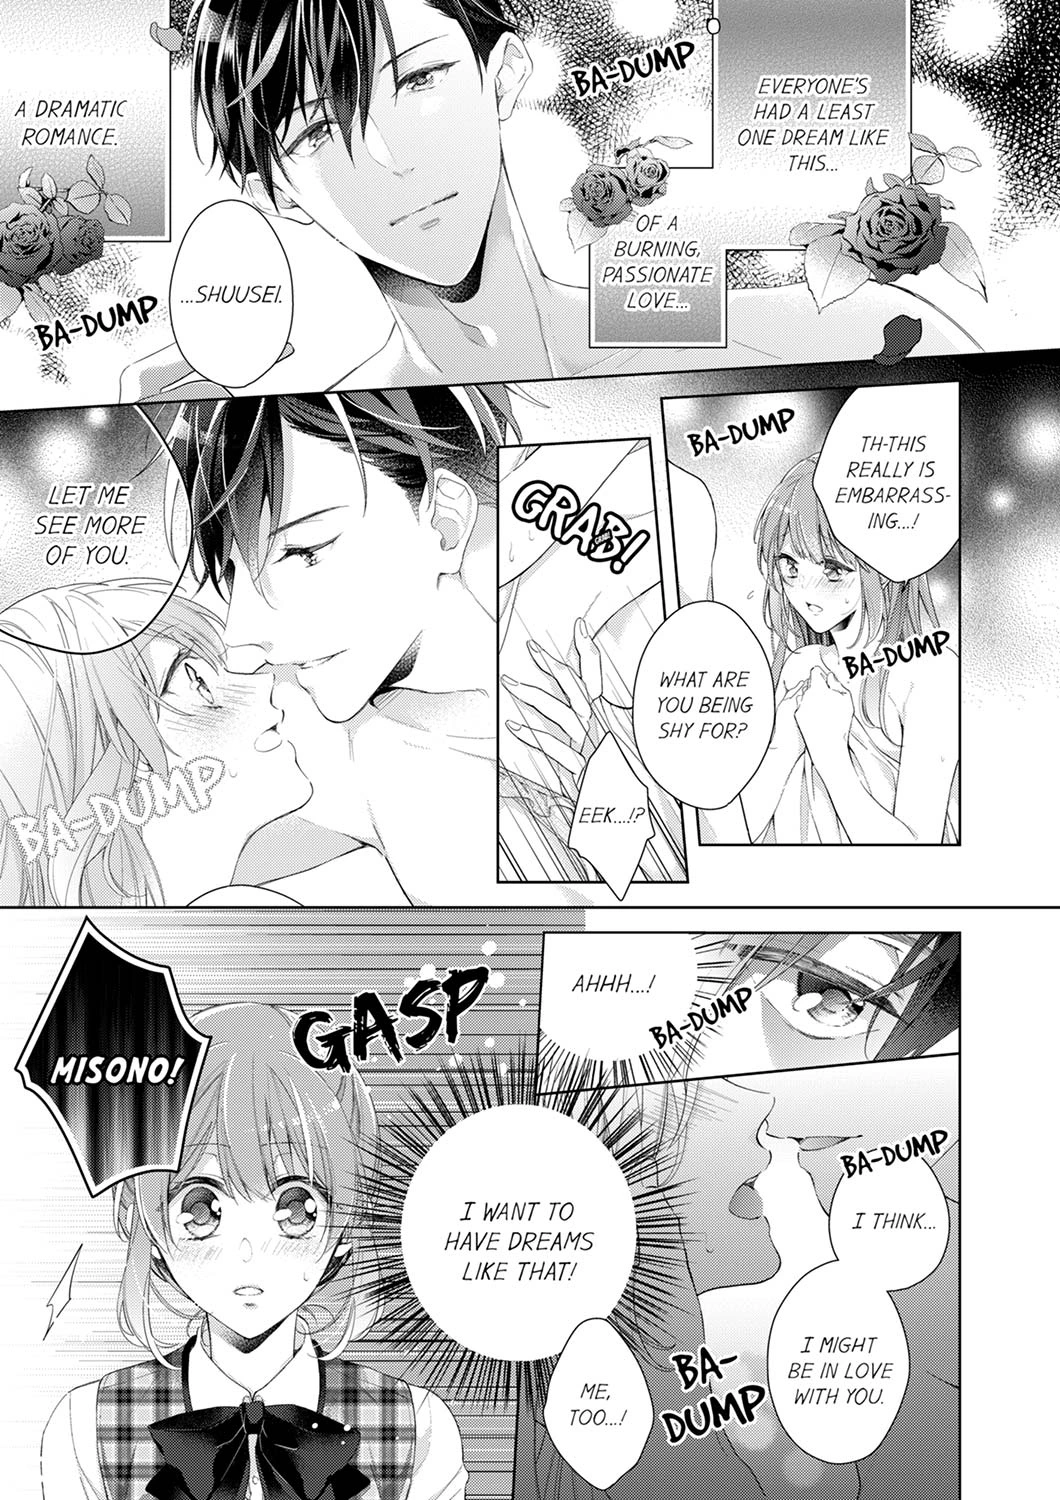 EVERYONE'S
HAD A LEAST
ONE DREAM LIKE
THIS...
BA-DUMP
OF A
BURNING,
PASSIONATE
LOVE...
A DRAMATIC
ROMANCE.
...SHUUSEI.
BA-DUMP
TH-THIS
REALLY IS
EMBARRASS-
ING...!
BA-DUMP
BA-DUMP
WHAT ARE
YOU BEING
SHY FOR?
GRAB!
GRAB
EEK...!?
LET ME
SEE MORE
OF YOU.
BA-DUMP
AHHH...!
BA-DUMP
BA-DUMP
I THINK...
I MIGHT
BE IN LOVE
WITH YOU.
BA-
DUMP
ME,
TOO...!
I WANT TO
HAVE DREAMS
LIKE THAT!
GASP
MISONO!